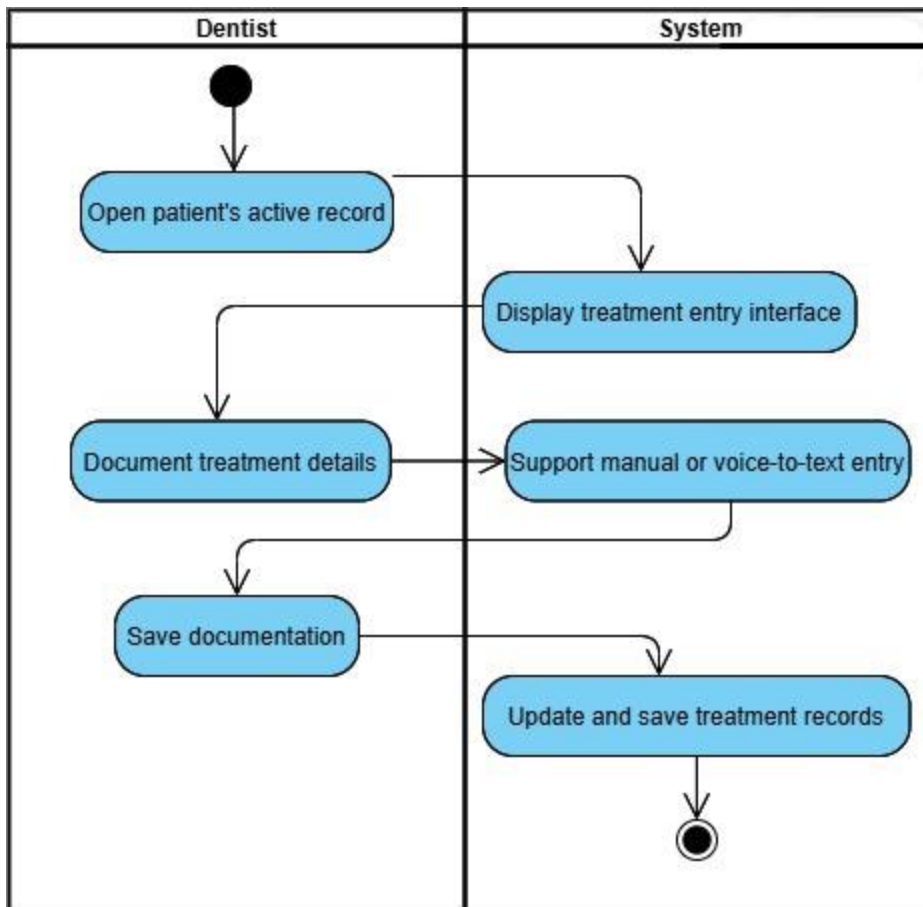 Dentist
System
Open patient's active record
Display treatment entry interface
Document treatment details
Support manual or voice-to-text entry
Save documentation
Update and save treatment records